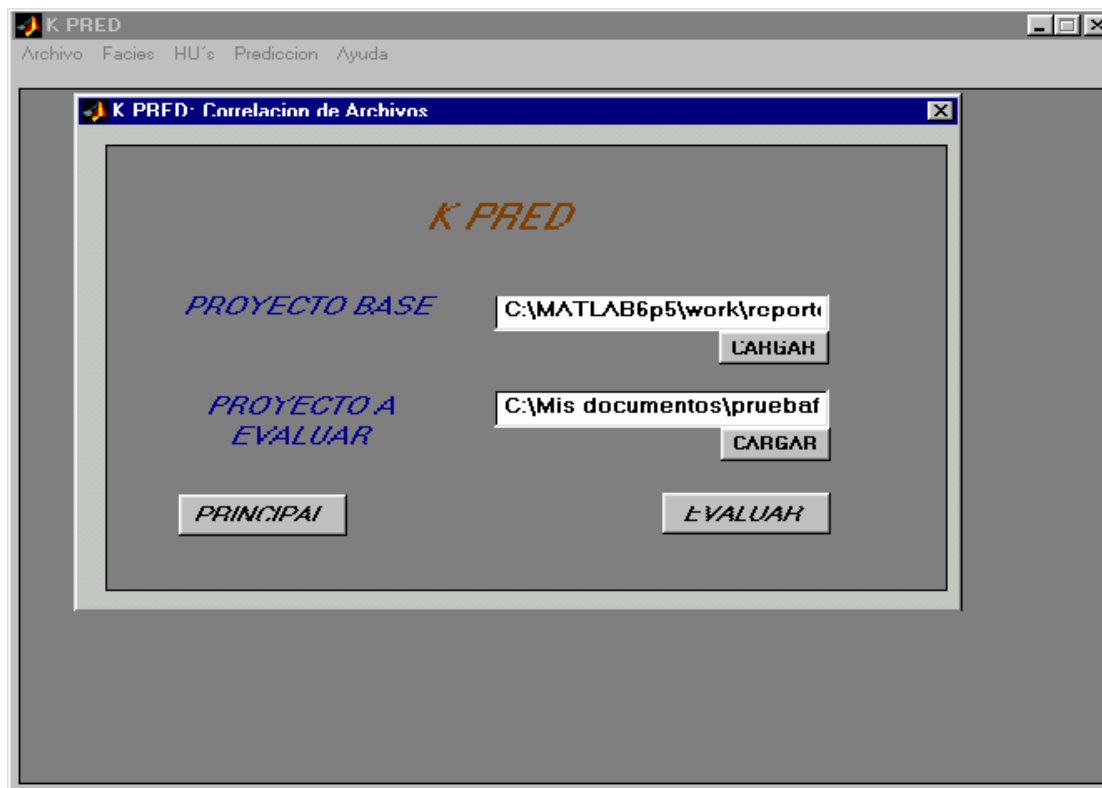 K PRED
Archivo Facies HU´s Prediccion Ayuda
K PRED: Correlacion de Archivos
K PRED
PROYECTO BASE
C:\MATLAB6p5\work\reporte
CARGAR
PROYECTO A
EVALUAR
C:\Mis documentos\pruebaf
CARGAR
PRINCIPAL
EVALUAR